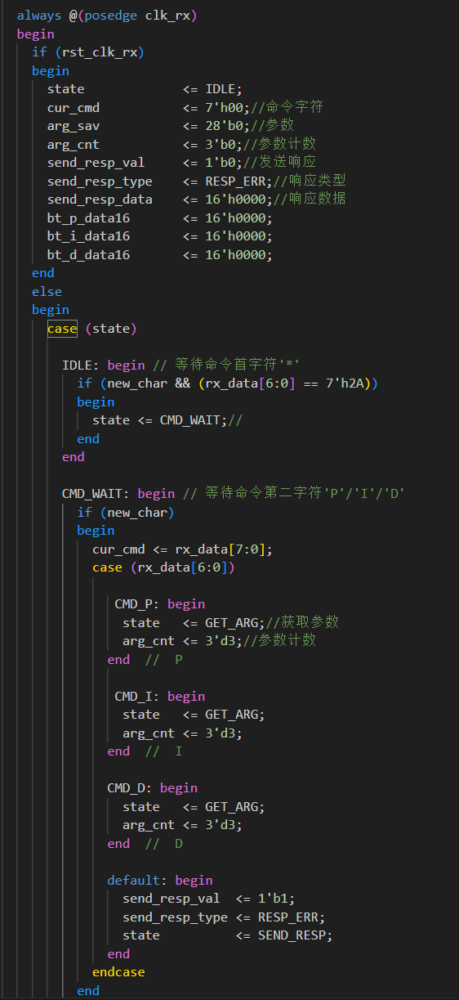 always @(posedge clk_rx)
begin
if (rst_clk_rx)
begin
state <= IDLE;
cur_cmd <= 7'h00;//命令字符
arg_sav <= 28'b0;//参数
arg_cnt <= 3'b0;//参数计数
send_resp_val <= 1'b0;//发送响应
send_resp_type <= RESP_ERR;//响应类型
send_resp_data <= 16'h0000;//响应数据
bt_p_data16 <= 16'h0000;
bt_i_data16 <= 16'h0000;
bt_d_data16 <= 16'h0000;
end
else
begin
case (state)
IDLE: begin // 等待命令首字符'*'
if (new_char && (rx_data[6:0] == 7'h2A))
begin
state <= CMD_WAIT;//
end
end
CMD_WAIT: begin // 等待命令第二字符'P'/'I'/'D'
if (new_char)
begin
cur_cmd <= rx_data[7:0];
case (rx_data[6:0])
CMD_P: begin
state <= GET_ARG;//获取参数
arg_cnt <= 3'd3;//参数计数
end // P
CMD_I: begin
state <= GET_ARG;
arg_cnt <= 3'd3;
end // I
CMD_D: begin
state <= GET_ARG;
arg_cnt <= 3'd3;
end // D
default: begin
send_resp_val <= 1'b1;
send_resp_type <= RESP_ERR;
state <= SEND_RESP;
end
endcase
end